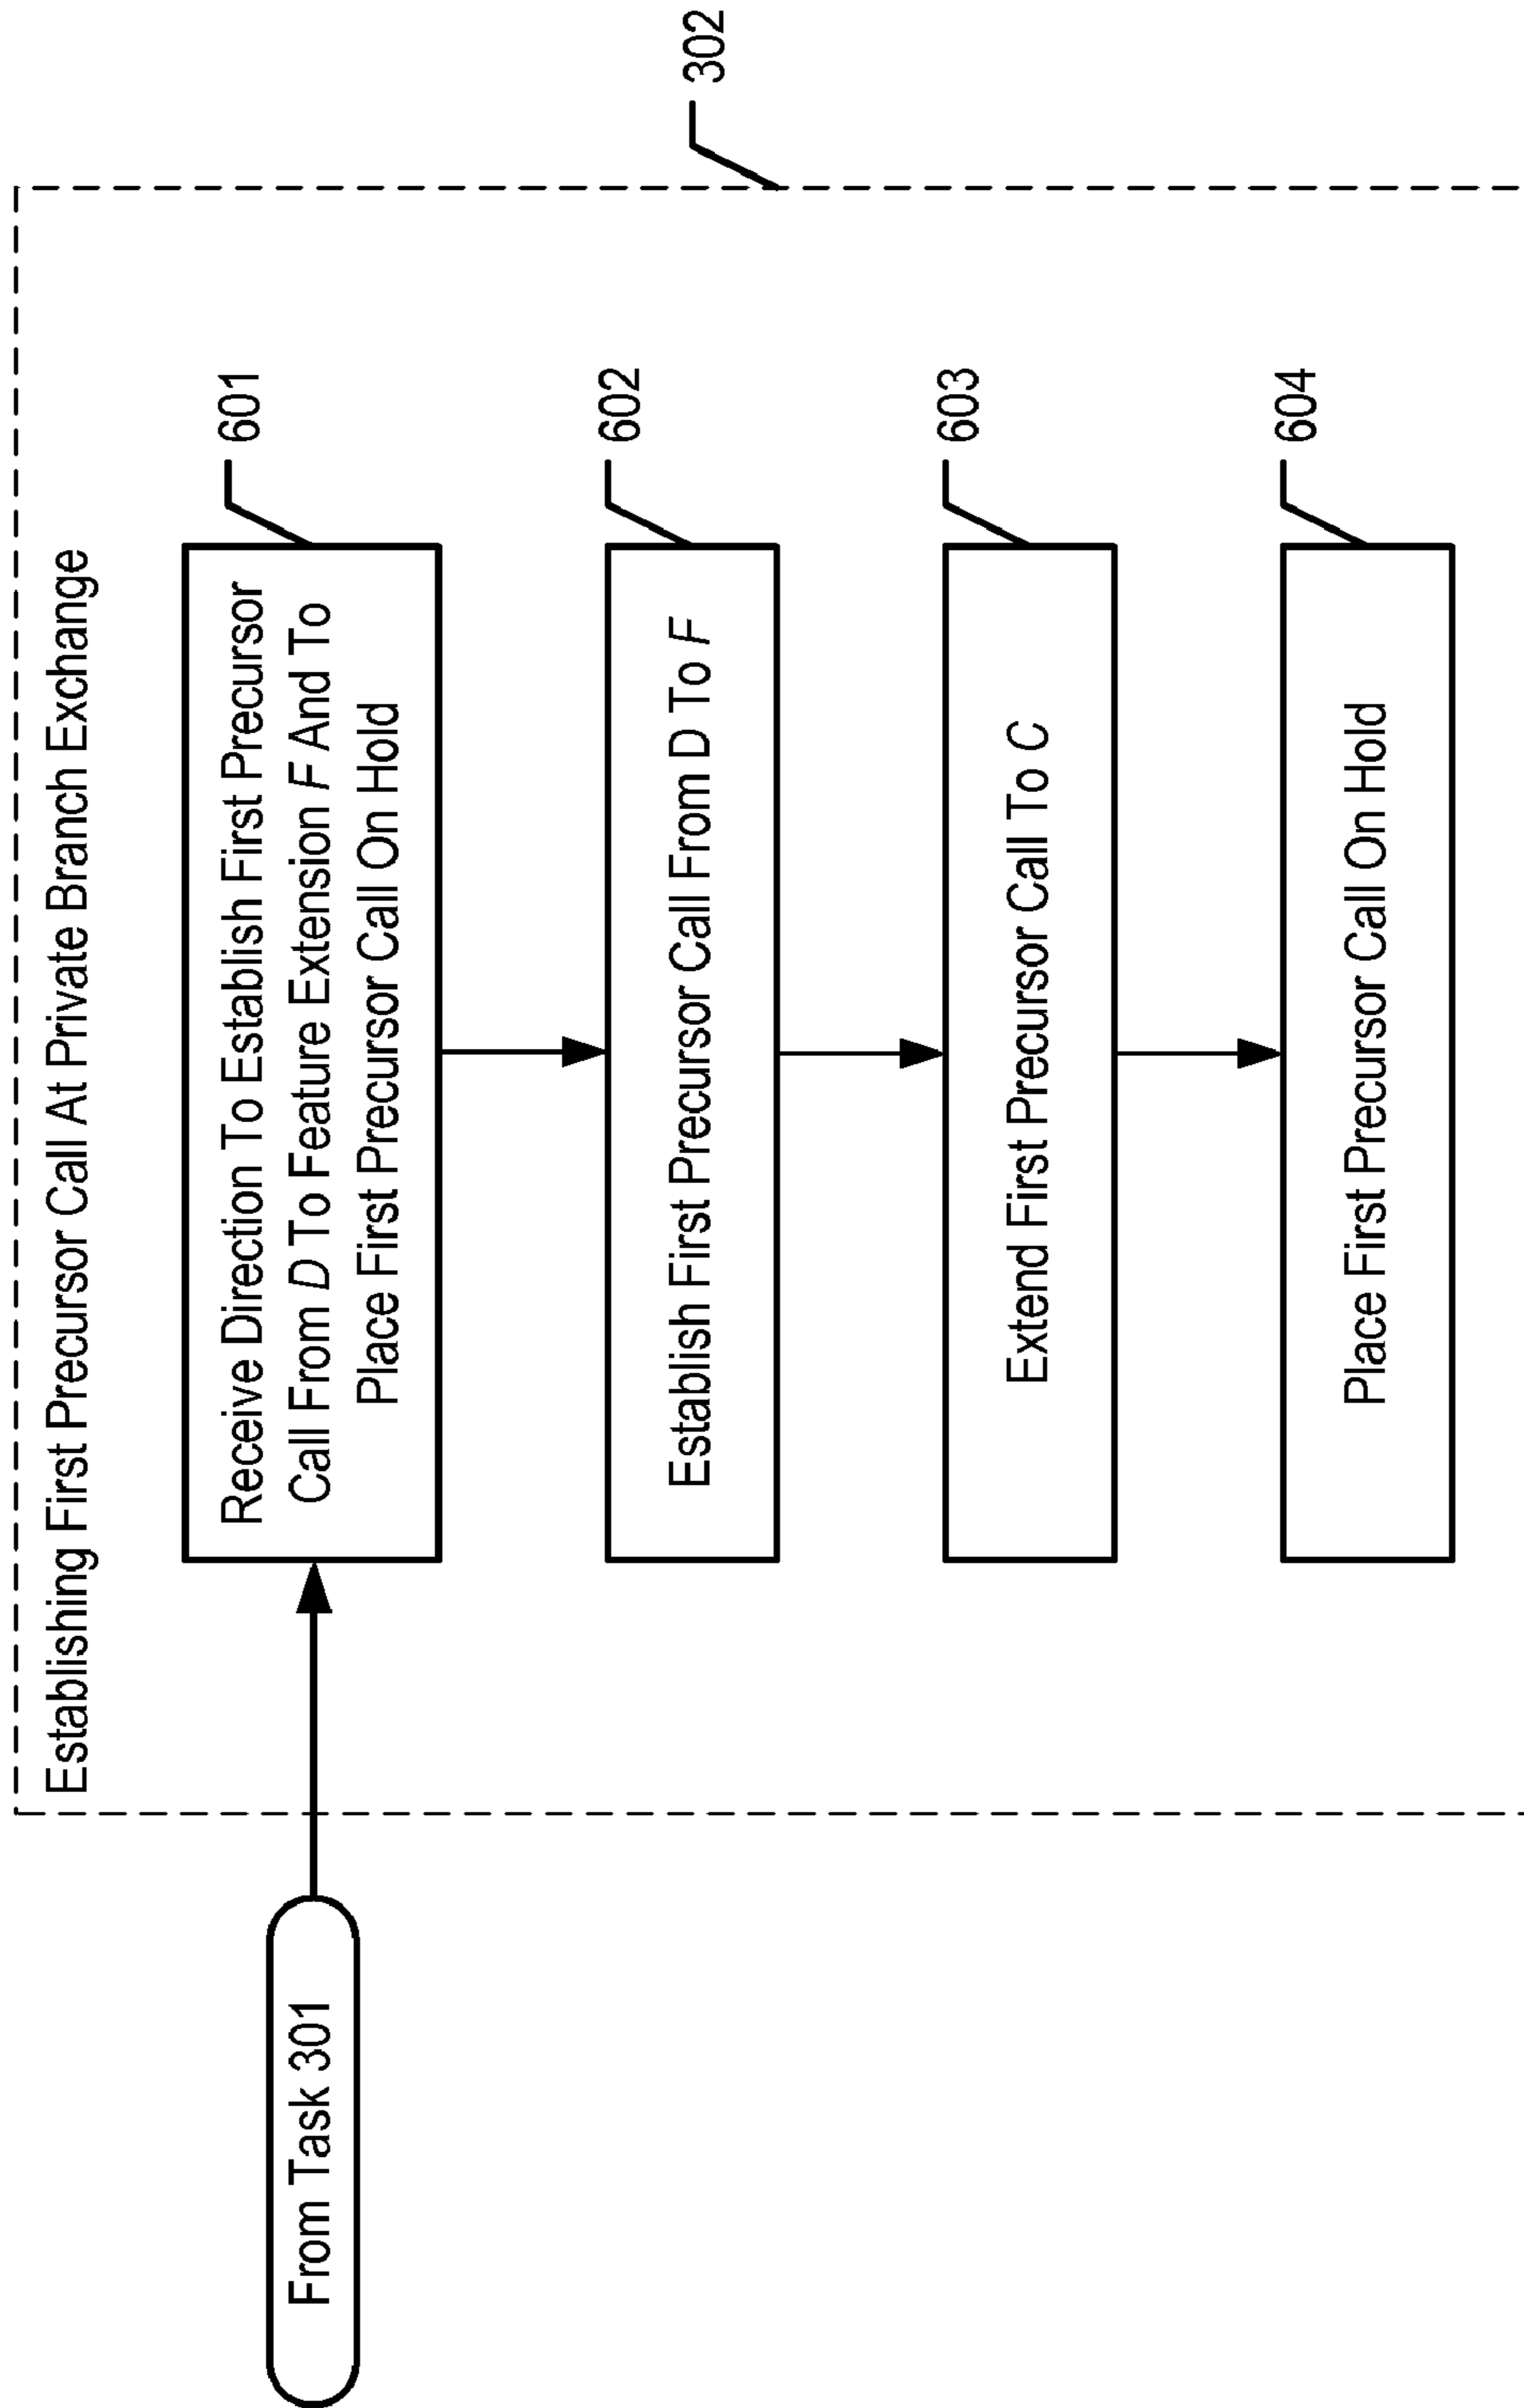 Establishing First Precursor Call At Private Branch Exchange
302
From Task 301
601
Receive Direction To Establish First Precursor
Call From D To Feature Extension F And To
Place First Precursor Call On Hold
602
Establish First Precursor Call From D To F
603
Extend First Precursor Call To C
604
Place First Precursor Call On Hold